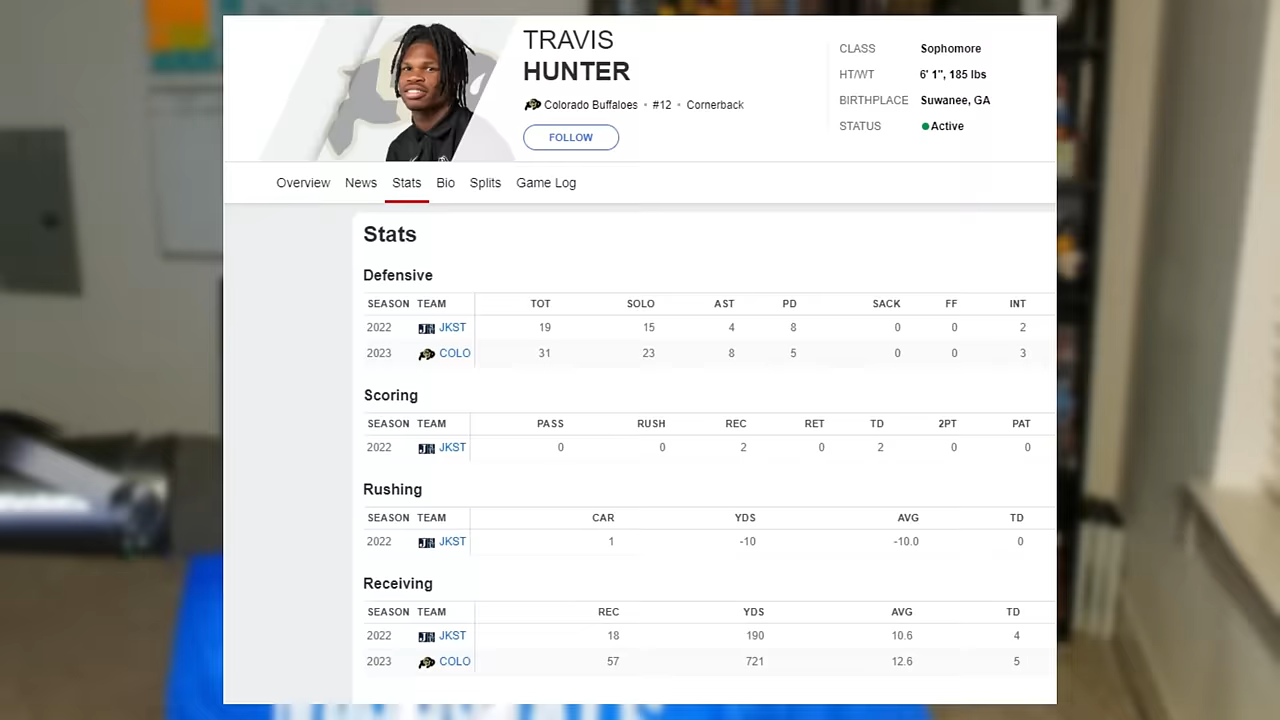 TRAVIS
HUNTER
Colorado Buffaloes • #12 • Cornerback
FOLLOW
CLASS Sophomore
HT/WT 6' 1", 185 lbs
BIRTHPLACE Suwanee, GA
STATUS Active
Overview News Stats Bio Splits Game Log
Stats
Defensive
SEASON TEAM TOT SOLO AST PD SACK FF INT
2022 JKST 19 15 4 8 0 0 2
2023 COLO 31 23 8 5 0 0 3
Scoring
SEASON TEAM PASS RUSH REC RET TD 2PT PAT
2022 JKST 0 0 2 0 2 0 0
Rushing
SEASON TEAM CAR YDS AVG TD
2022 JKST 1 -10 -10.0 0
Receiving
SEASON TEAM REC YDS AVG TD
2022 JKST 18 190 10.6 4
2023 COLO 57 721 12.6 5